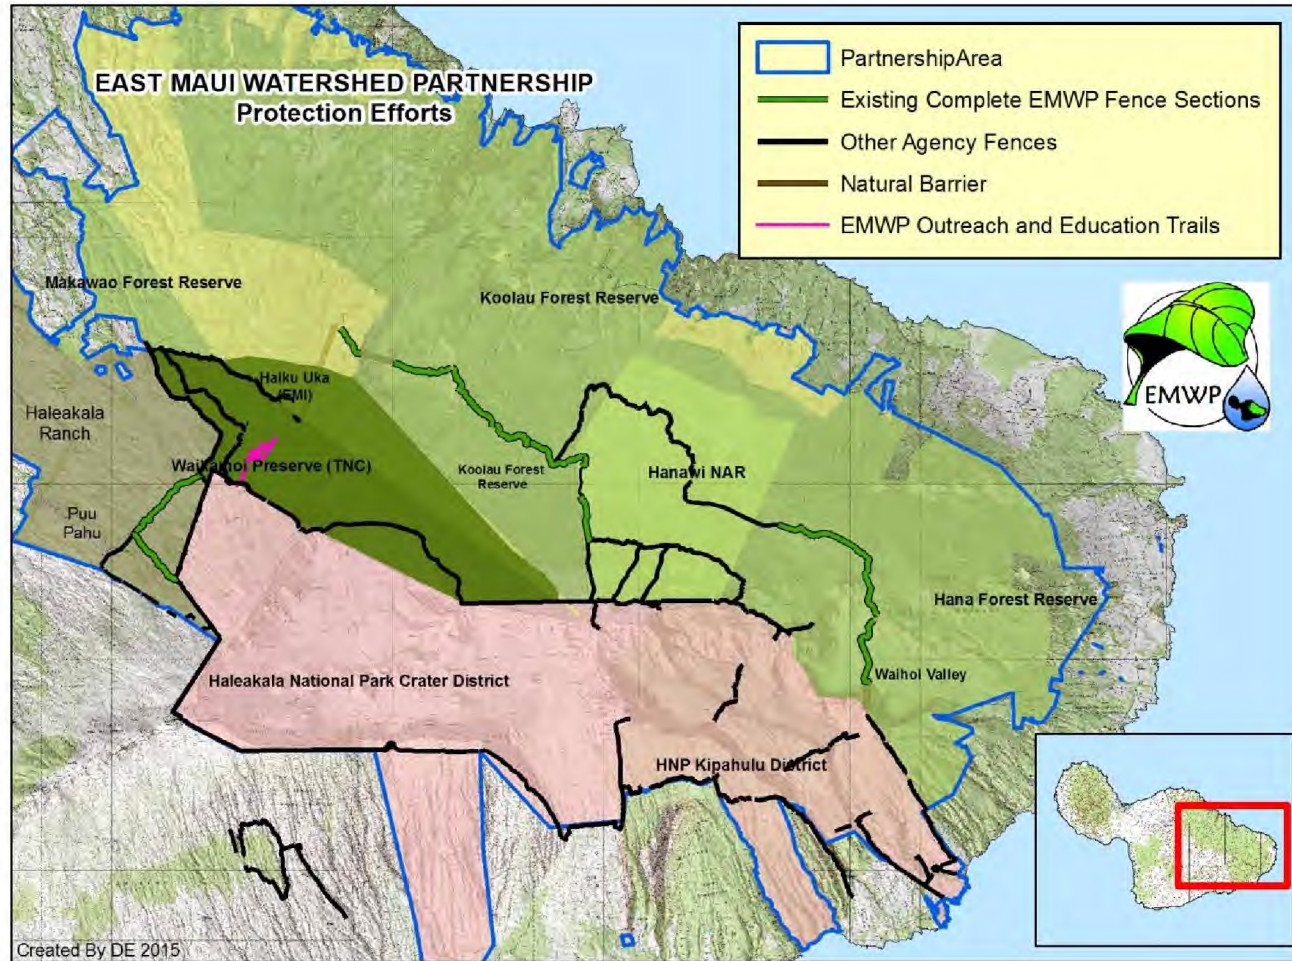 EAST MAUI WATERSHED PARTNERSHIP
Protection Efforts
PartnershipArea
Existing Complete EMWP Fence Sections
Other Agency Fences
Natural Barrier
EMWP Outreach and Education Trails
EMWP
Makawao Forest Reserve
Koolau Forest Reserve
Haiku Uka
(EMI)
Haleakala
Ranch
Waikamoi Preserve (TNC)
Koolau Forest
Reserve
Hanawi NAR
Puu
Pahu
Hana Forest Reserve
Waihoi Valley
Haleakala National Park Crater District
HNP Kipahulu District
Created By DE 2015